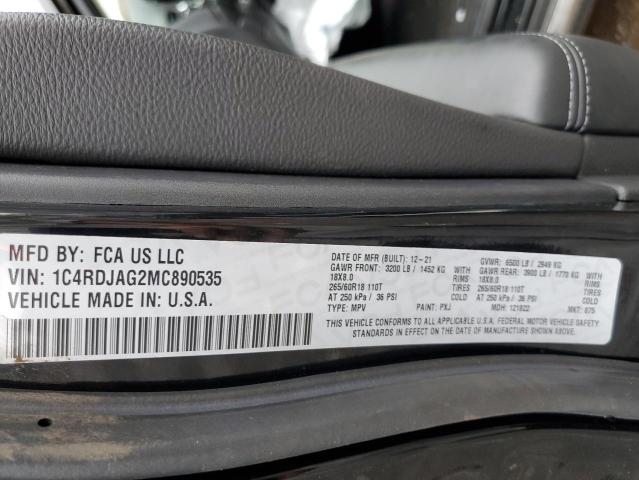 MFD BY: FCA US LLC
VIN: 1C4RDJAG2MC890535
VEHICLE MADE IN: U.S.A.
DATE OF MFR (BUILT): 12-21 GVWR: 6500 LB / 2949 KG
GAWR FRONT: 3200 LB / 1452 KG WITH GAWR REAR: 3900 LB / 1770 KG WITH
18X8.0 RIMS 18X8.0 RIMS
265/60R18 110T TIRES 265/60R18 110T TIRES
AT 250 kPa / 36 PSI COLD AT 250 kPa / 36 PSI COLD
TYPE: MPV PAINT: PXJ MDH: 121822 MKT: 875
THIS VEHICLE CONFORMS TO ALL APPLICABLE U.S.A. FEDERAL MOTOR VEHICLE SAFETY
STANDARDS IN EFFECT ON THE DATE OF MANUFACTURE SHOWN ABOVE.